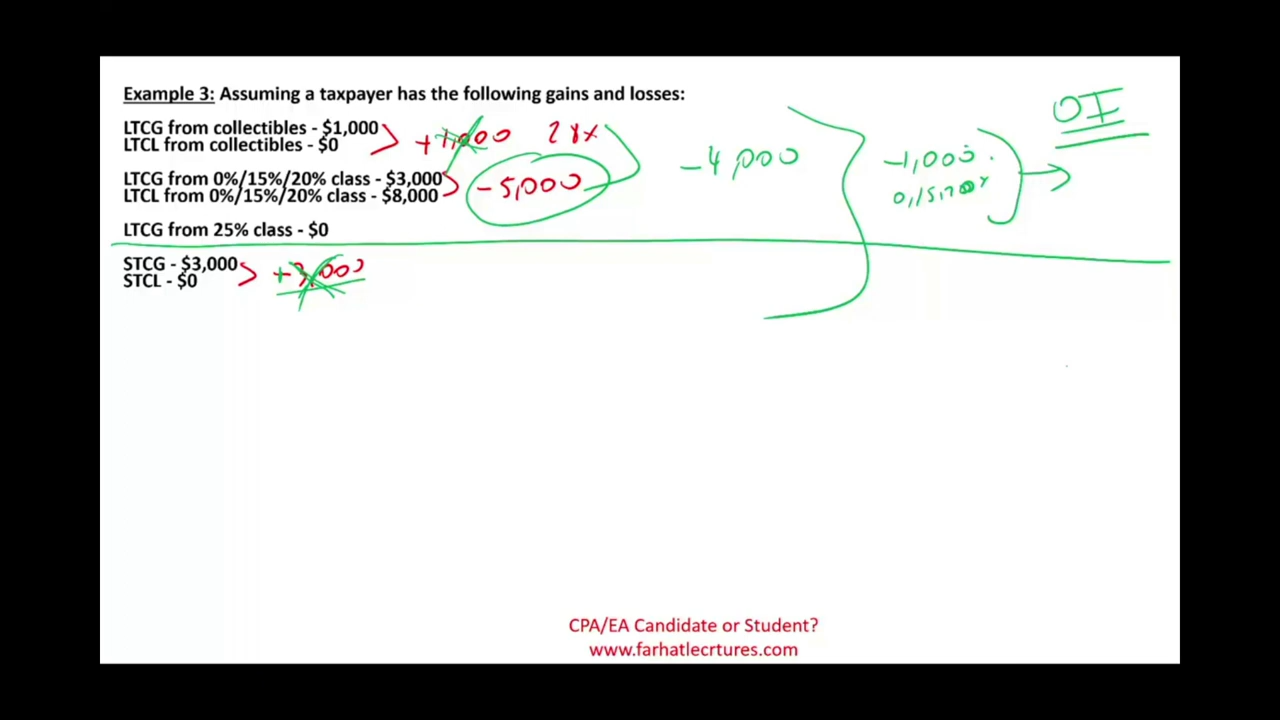 Example 3: Assuming a taxpayer has the following gains and losses:
OI
LTCG from collectibles - $1,000
LTCL from collectibles - $0
+1,000 28%
-4,000
-1,000
LTCG from 0%/15%/20% class - $3,000
LTCL from 0%/15%/20% class - $8,000
-5,000
LTCG from 25% class - $0
STCG - $3,000
STCL - $0
+3,000
CPA/EA Candidate or Student?
www.farhatlecrtures.com